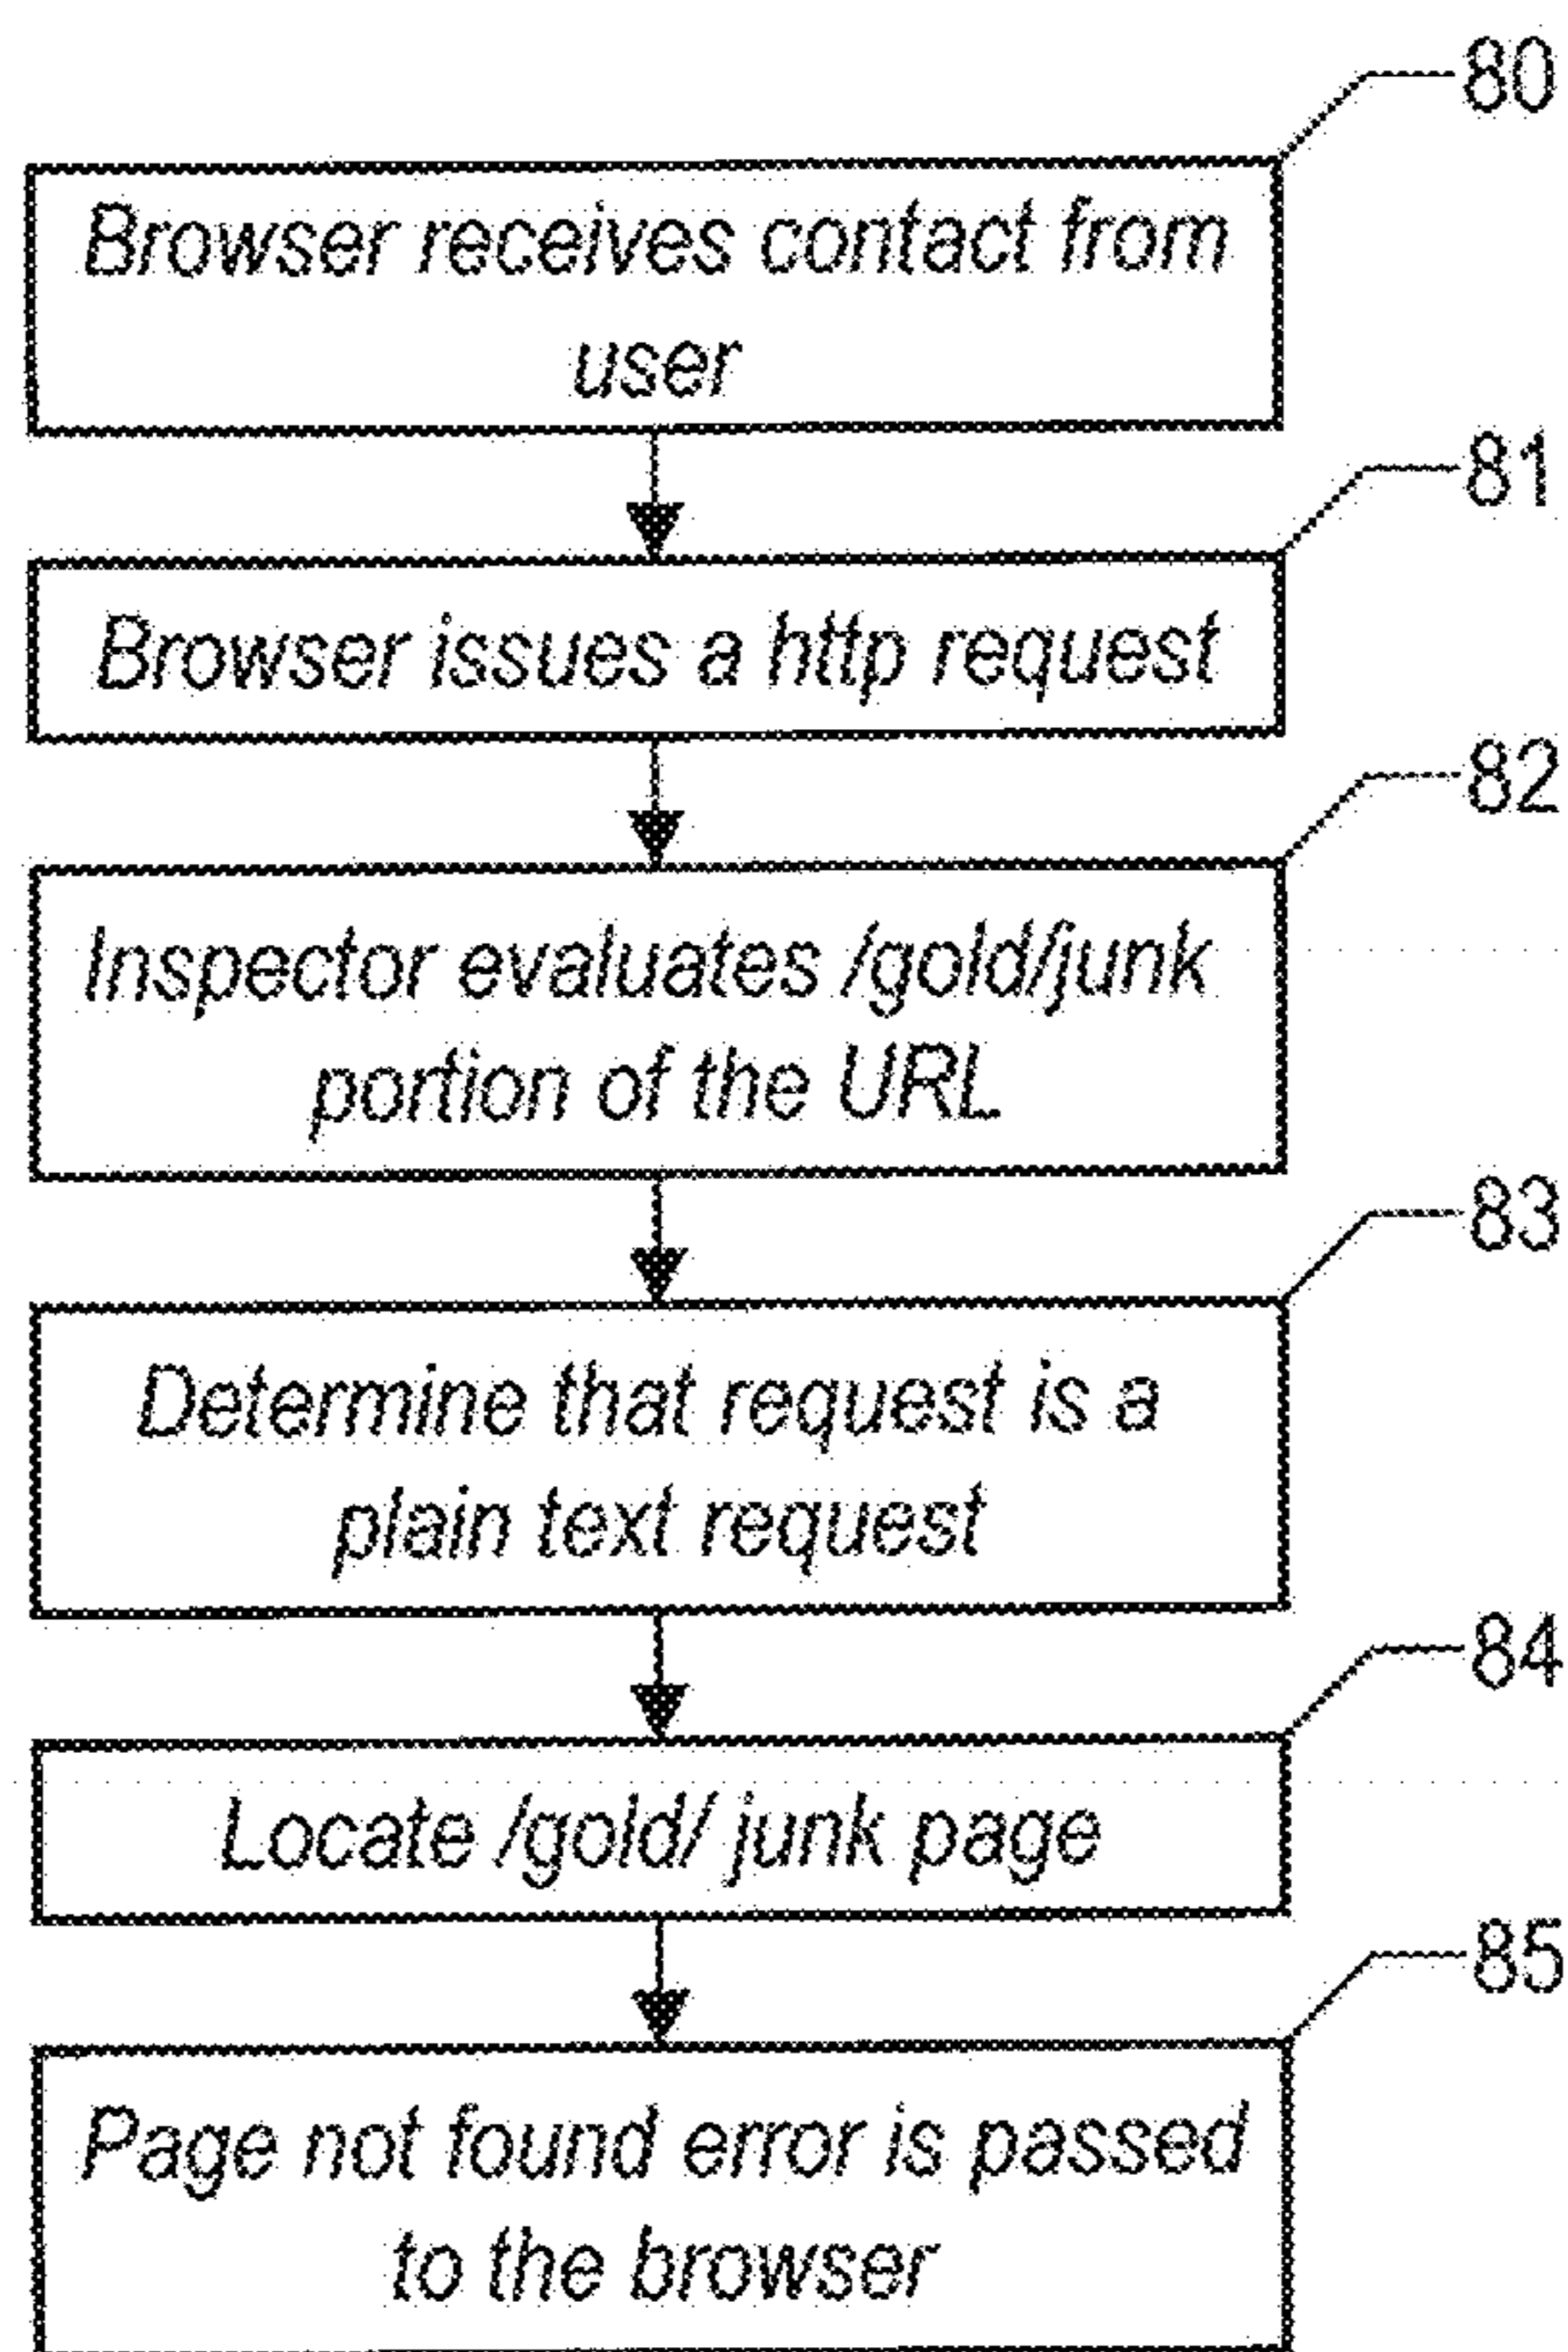 80
Browser receives contact from
user
81
Browser issues a http request
82
Inspector evaluates /gold/junk
portion of the URL
83
Determine that request is a
plain text request
84
Locate /gold/ junk page
85
Page not found error is passed
to the browser